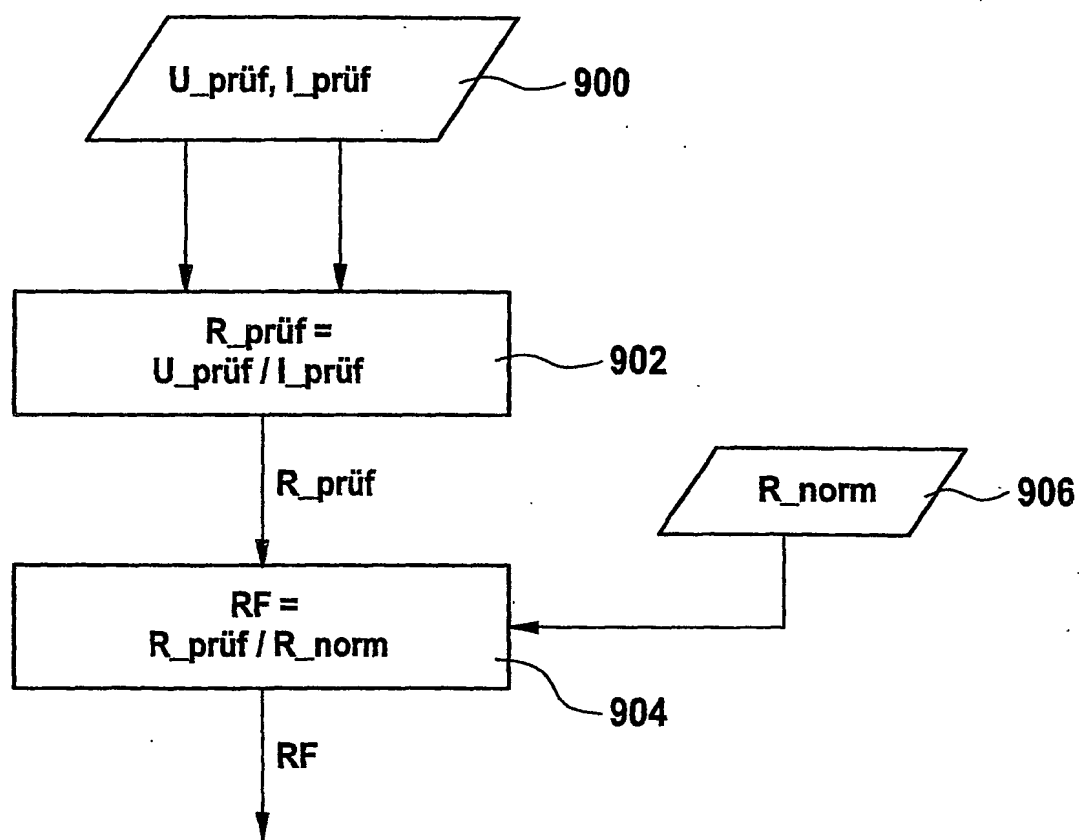 U_prüf, I_prüf
900
R_prüf =
U_prüf / I_prüf
902
R_prüf
R_norm
906
RF =
R_prüf / R_norm
904
RF